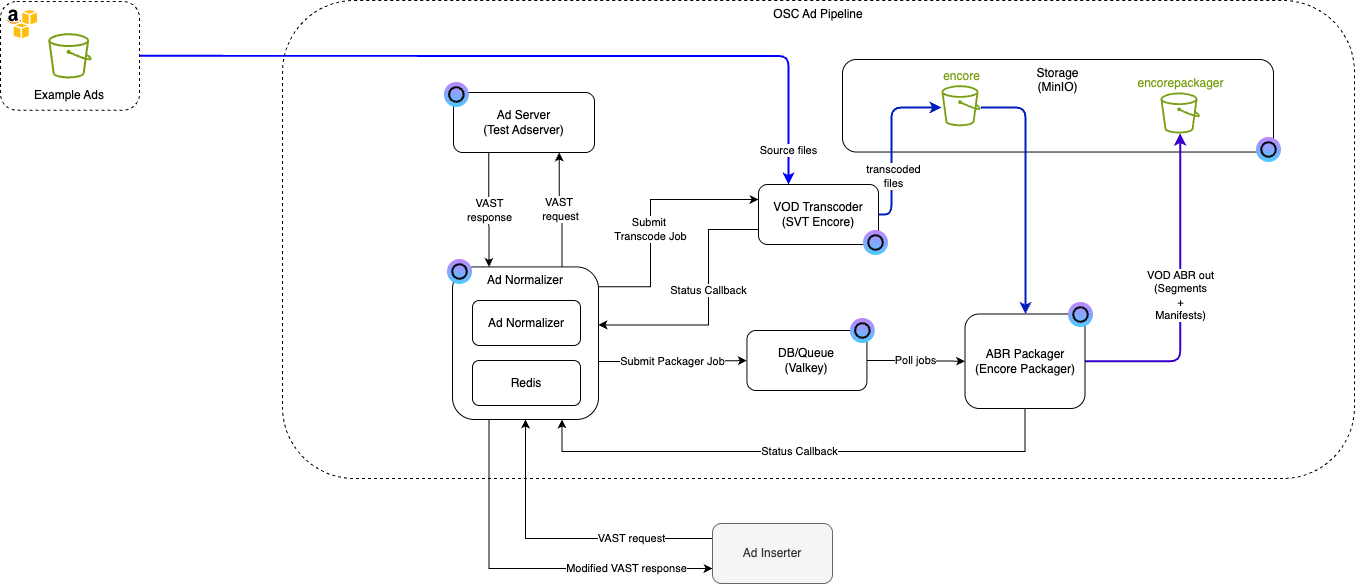 a
Example Ads
OSC Ad Pipeline
Ad Server
(Test Adserver)
encore
Storage
(MinIO)
encorepackager
Source files
transcoded
files
VAST
response
VAST
request
Submit
Transcode Job
VOD Transcoder
(SVT Encore)
Ad Normalizer
Ad Normalizer
Redis
Status Callback
VOD ABR out
(Segments
+
Manifests)
Submit Packager Job
DB/Queue
(Valkey)
Poll jobs
ABR Packager
(Encore Packager)
Status Callback
VAST request
Modified VAST response
Ad Inserter